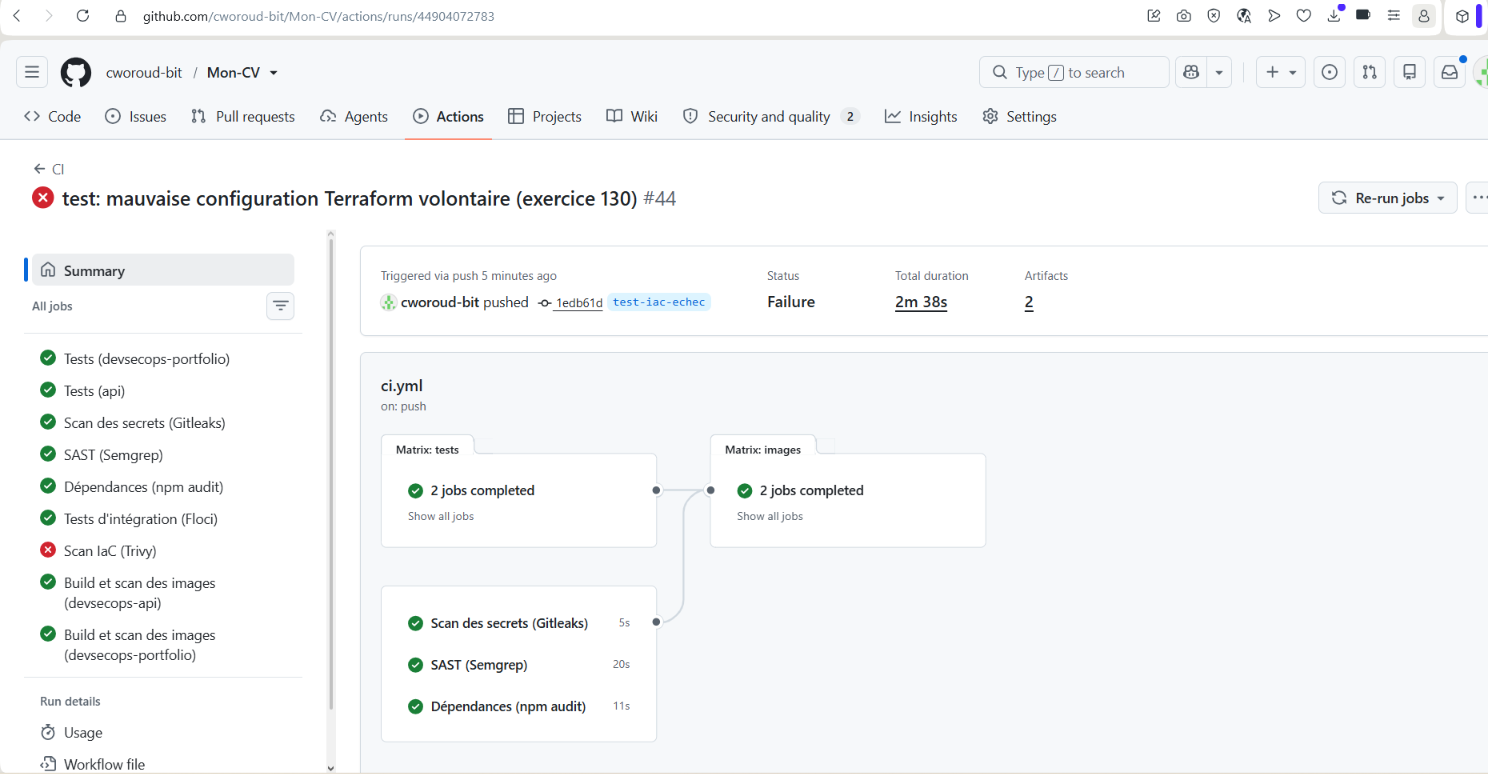 github.com/cworoud-bit/Mon-CV/actions/runs/44904072783
cworoud-bit / Mon-CV
Type / to search
Code
Issues
Pull requests
Agents
Actions
Projects
Wiki
Security and quality 2
Insights
Settings
CI
test: mauvaise configuration Terraform volontaire (exercice 130) #44
Re-run jobs
Summary
All jobs
Tests (devsecops-portfolio)
Tests (api)
Scan des secrets (Gitleaks)
SAST (Semgrep)
Dépendances (npm audit)
Tests d'intégration (Floci)
Scan IaC (Trivy)
Build et scan des images
(devsecops-api)
Build et scan des images
(devsecops-portfolio)
Run details
Usage
Workflow file
Triggered via push 5 minutes ago
cworoud-bit pushed 1edb61d test-iac-echec
Status
Failure
Total duration
2m 38s
Artifacts
2
ci.yml
on: push
Matrix: tests
2 jobs completed
Show all jobs
Matrix: images
2 jobs completed
Show all jobs
Scan des secrets (Gitleaks) 5s
SAST (Semgrep) 20s
Dépendances (npm audit) 11s